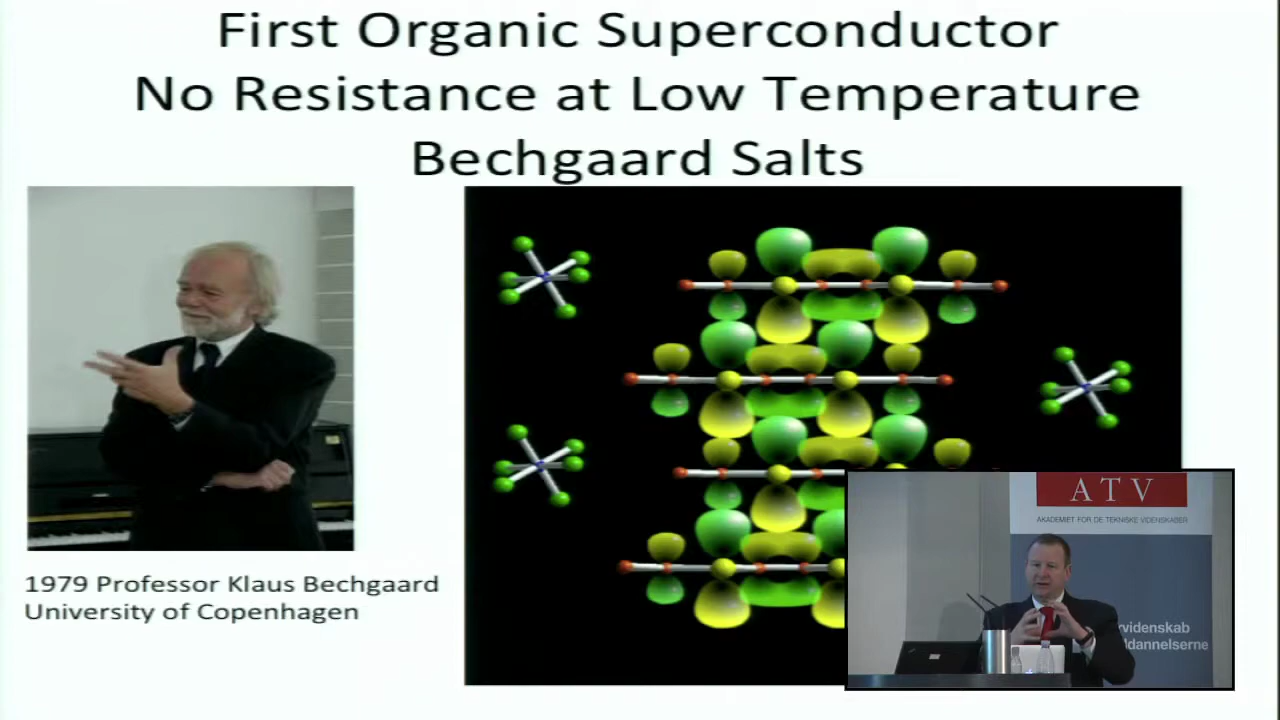 First Organic Superconductor
No Resistance at Low Temperature
Bechgaard Salts
1979 Professor Klaus Bechgaard
University of Copenhagen
ATV
AKADEMIET FOR DE TEKNISKE VIDENSKABER
rvidenskab
ldannelserne